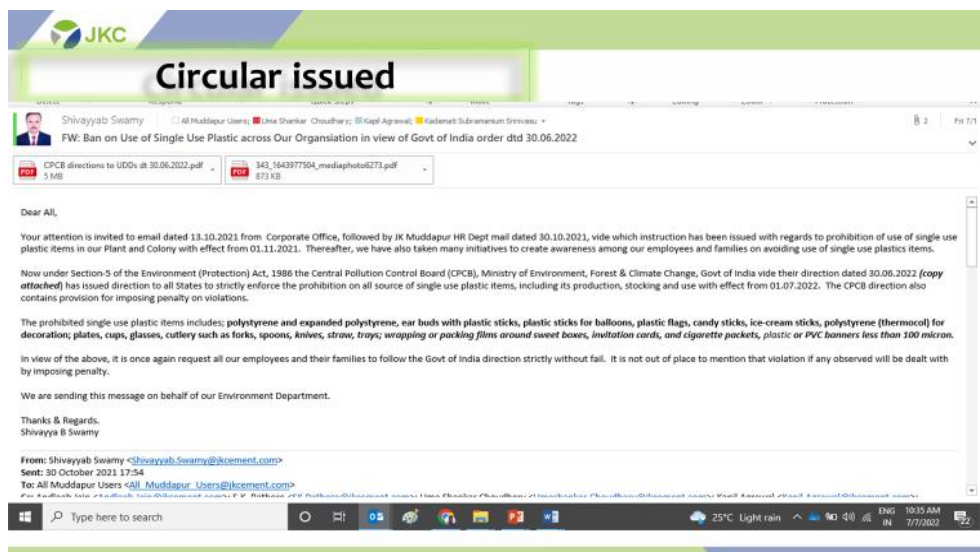 JKC
Circular issued
Shivayyab Swamy All Muddapur Users; Uma Shankar Choudhary; Kapil Agrawal; Kadamati Subramanium Srinivasu
2 Fri 7/1
FW: Ban on Use of Single Use Plastic across Our Organsiation in view of Govt of India order dtd 30.06.2022
CPCB directions to UDDs dt 30.06.2022.pdf
5 MB
343_1643977504_mediaphoto6273.pdf
873 KB
Dear All,
Your attention is invited to email dated 13.10.2021 from Corporate Office, followed by JK Muddapur HR Dept mail dated 30.10.2021, vide which instruction has been issued with regards to prohibition of use of single use
plastic items in our Plant and Colony with effect from 01.11.2021. Thereafter, we have also taken many initiatives to create awareness among our employees and families on avoiding use of single use plastics items.
Now under Section-5 of the Environment (Protection) Act, 1986 the Central Pollution Control Board (CPCB), Ministry of Environment, Forest & Climate Change, Govt of India vide their direction dated 30.06.2022 (copy
attached) has issued direction to all States to strictly enforce the prohibition on all source of single use plastic items, including its production, stocking and use with effect from 01.07.2022. The CPCB direction also
contains provision for imposing penalty on violations.
The prohibited single use plastic items includes; polystyrene and expanded polystyrene, ear buds with plastic sticks, plastic sticks for balloons, plastic flags, candy sticks, ice-cream sticks, polystyrene (thermocol) for
decoration; plates, cups, glasses, cutlery such as forks, spoons, knives, straw, trays; wrapping or packing films around sweet boxes, invitation cards, and cigarette packets, plastic or PVC banners less than 100 micron.
In view of the above, it is once again request all our employees and their families to follow the Govt of India direction strictly without fail. It is not out of place to mention that violation if any observed will be dealt with
by imposing penalty.
We are sending this message on behalf of our Environment Department.
Thanks & Regards.
Shivayya B Swamy
From: Shivayyab Swamy <Shivayyab.Swamy@jkcement.com>
Sent: 30 October 2021 17:54
To: All Muddapur Users <All_Muddapur_Users@jkcement.com>
Type here to search
25°C Light rain
ENG
IN
10:35 AM
7/7/2022
22